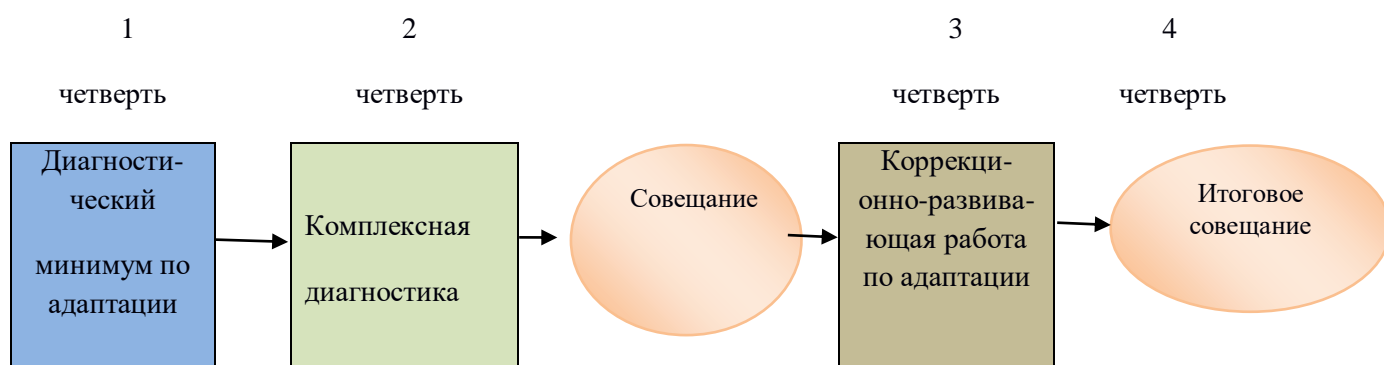 1
2
3
4
четверть
четверть
четверть
четверть
Диагности-
ческий
минимум по
адаптации
Комплексная
диагностика
Совещание
Коррекци-
онно-развива-
ющая работа
по адаптации
Итоговое
совещание